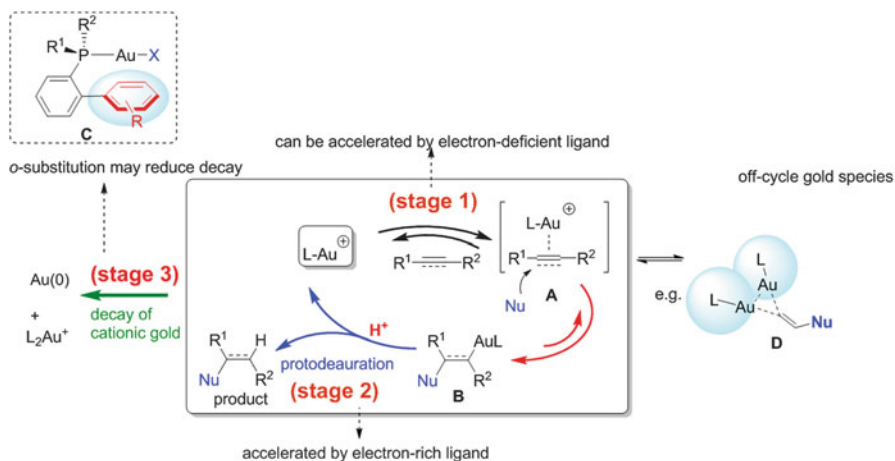 R²
R¹
P
Au
X
R
C
o-substitution may reduce decay
can be accelerated by electron-deficient ligand
off-cycle gold species
(stage 1)
L-Au⊕
R¹ R²
L-Au⊕
R¹ R²
Nu
A
e.g.
L
Au
L
Au
Nu
D
Au(0)
+
L₂Au⁺
(stage 3)
decay of
cationic gold
H⁺
protodeauration
(stage 2)
R¹
H
Nu
R²
product
R¹
AuL
Nu
R²
B
accelerated by electron-rich ligand